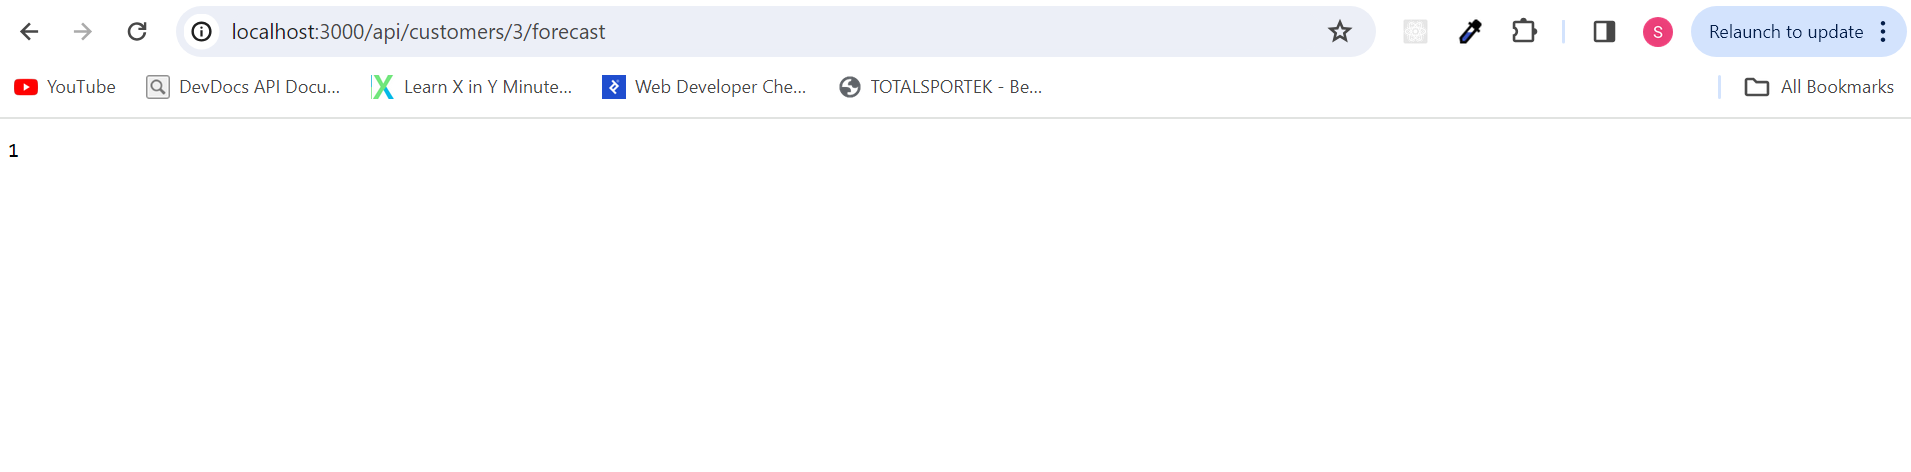 localhost:3000/api/customers/3/forecast
S
Relaunch to update
YouTube
DevDocs API Docu...
Learn X in Y Minute...
Web Developer Che...
TOTALSPORTEK - Be...
All Bookmarks
1